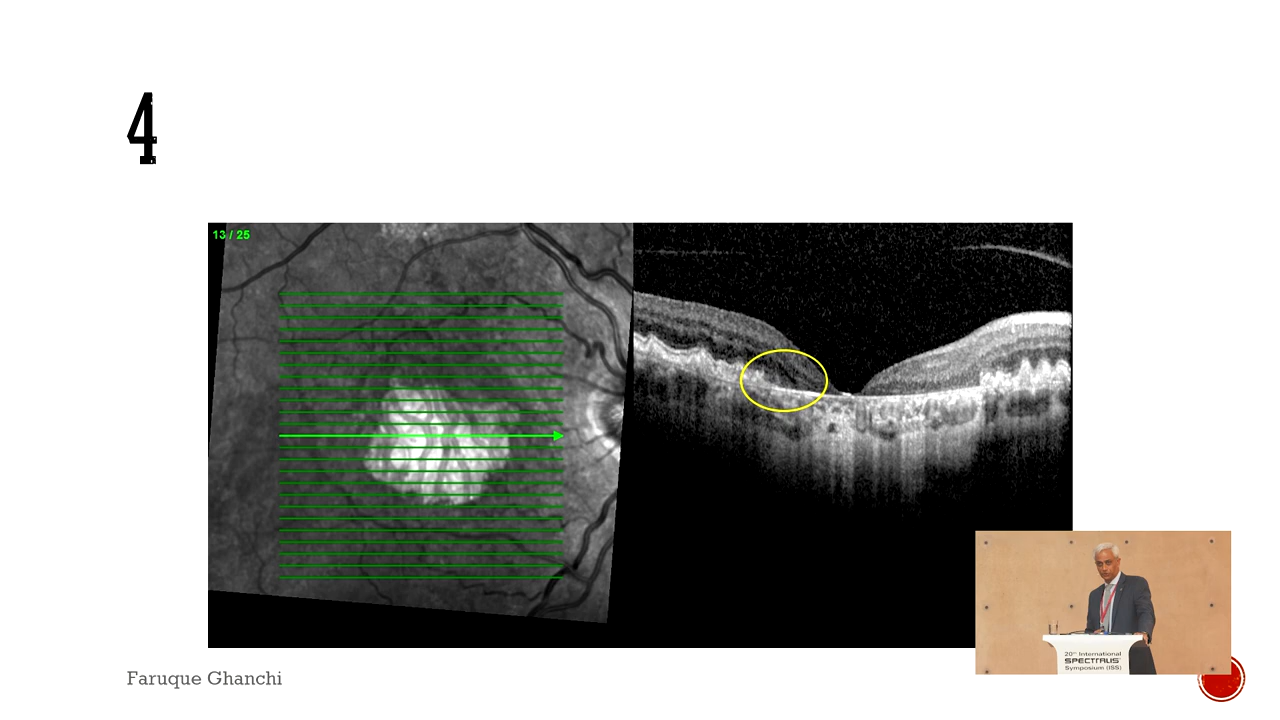 4
13 / 25
20th International
SPECTRALIS
Symposium (ISS)
Faruque Ghanchi